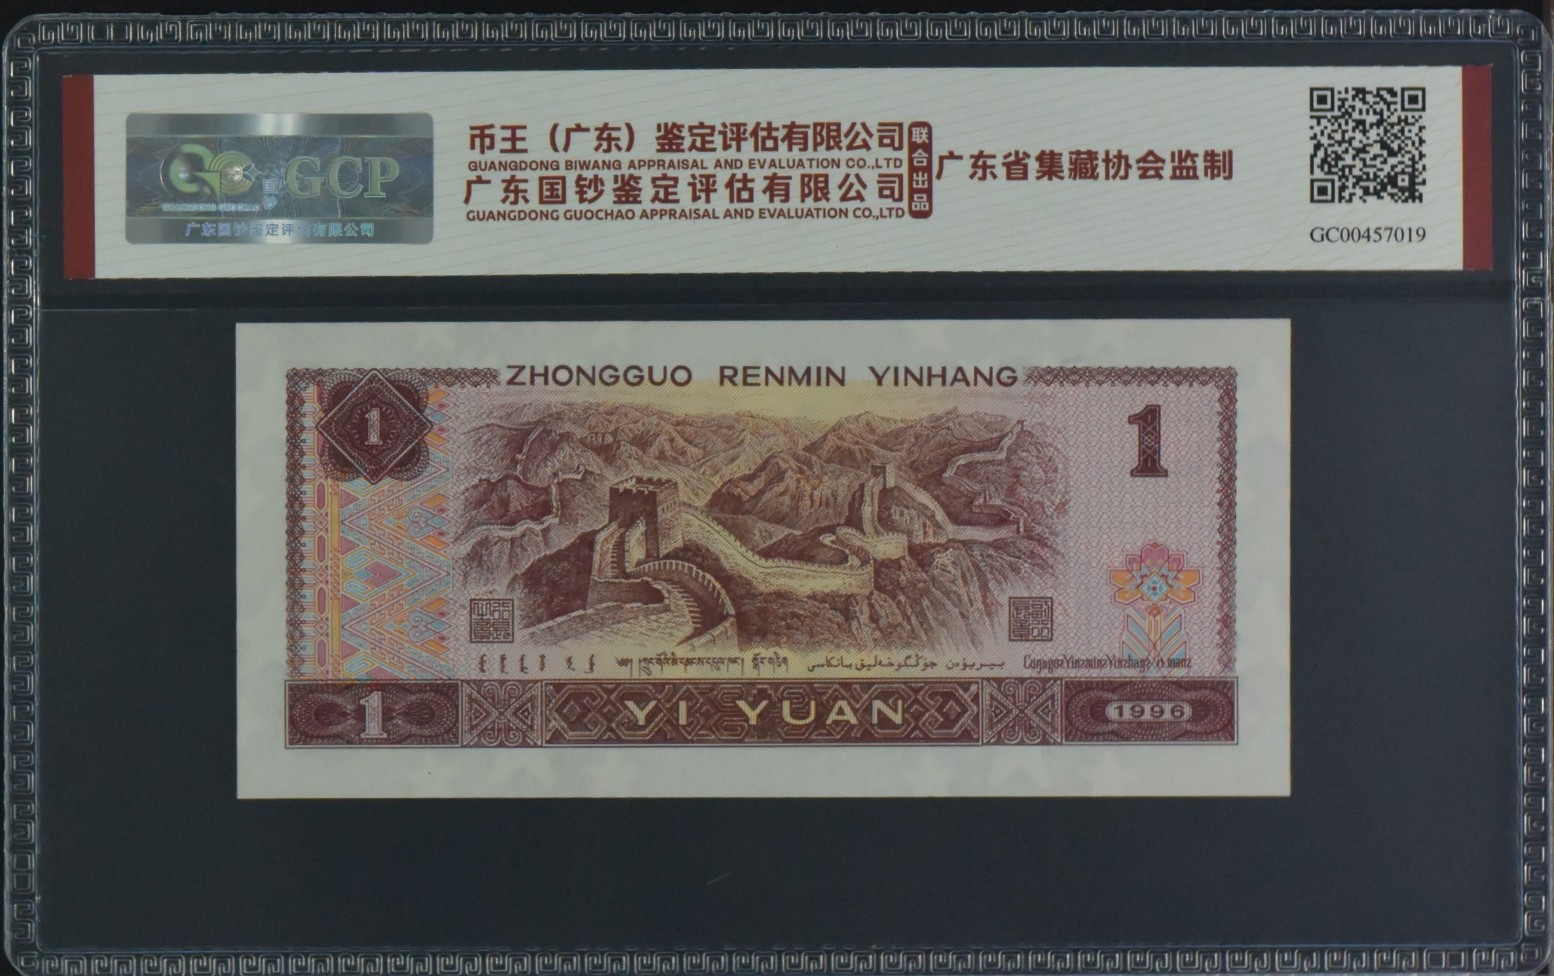 GCP
国钞
广东国钞鉴定评估有限公司
币王（广东）鉴定评估有限公司
GUANGDONG BIWANG APPRAISAL AND EVALUATION CO.,LTD
广东国钞鉴定评估有限公司
GUANGDONG GUOCHAO APPRAISAL AND EVALUATION CO.,LTD
联合出品
广东省集藏协会监制
GC00457019
ZHONGGUO RENMIN YINHANG
1
1
1
YI YUAN
1996